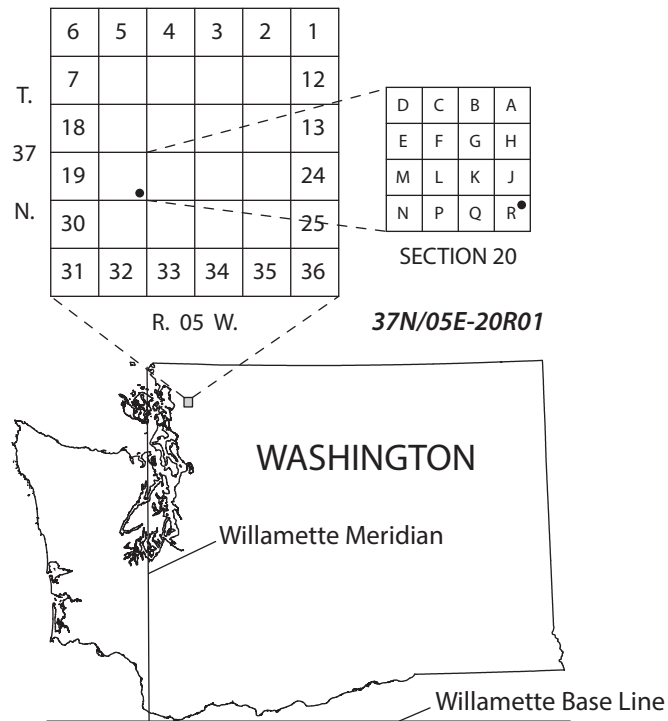 6 5 4 3 2 1
7 12
T.
18 13
37
19 24
N.
30 25
31 32 33 34 35 36
R. 05 W.
D C B A
E F G H
M L K J
N P Q R
SECTION 20
37N/05E-20R01
WASHINGTON
Willamette Meridian
Willamette Base Line